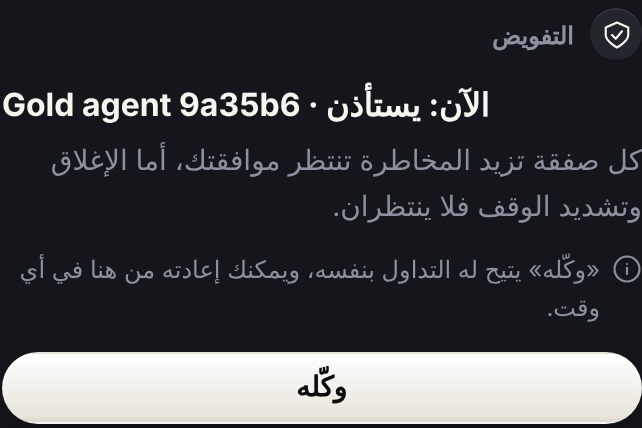 التفويض
الآن: يستأذن · Gold agent 9a35b6
كل صفقة تزيد المخاطرة تنتظر موافقتك، أما الإغلاق
وتشديد الوقف فلا ينتظران.
«وكّله» يتيح له التداول بنفسه، ويمكنك إعادته من هنا في أي
وقت.
وكّله